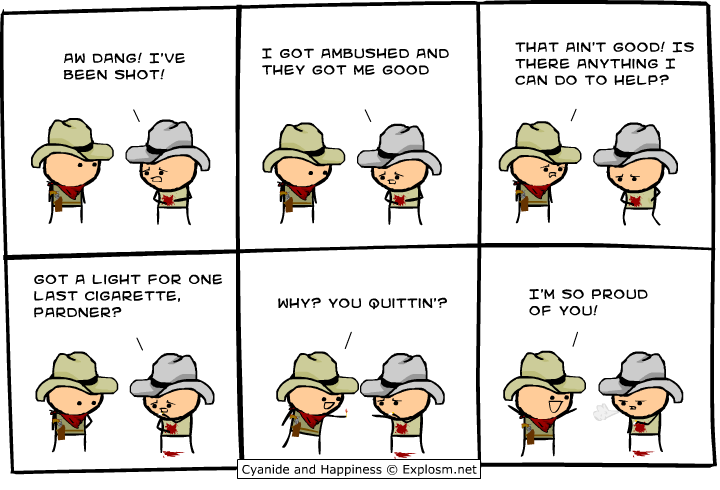 AW DANG! I'VE
BEEN SHOT!
I GOT AMBUSHED AND
THEY GOT ME GOOD
THAT AIN'T GOOD! IS
THERE ANYTHING I
CAN DO TO HELP?
GOT A LIGHT FOR ONE
LAST CIGARETTE,
PARDNER?
WHY? YOU QUITTIN'?
I'M SO PROUD
OF YOU!
Cyanide and Happiness © Explosm.net